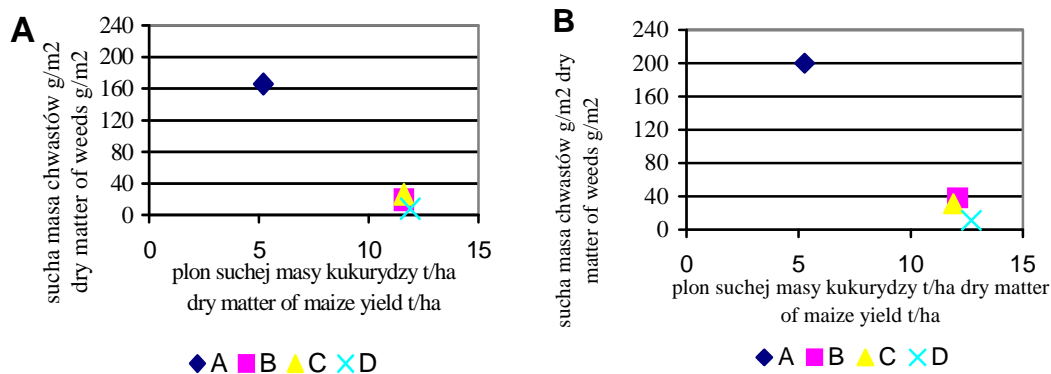 A
sucha masa chwastów g/m2
dry matter of weeds g/m2
240
200
160
120
80
40
0
0 5 10 15
plon suchej masy kukurydzy t/ha
dry matter of maize yield t/ha
A B C D
B
sucha masa chwastów g/m2 dry
matter of weeds g/m2
240
200
160
120
80
40
0
0 5 10 15
plon suchej masy kukurydzy t/ha dry matter
of maize yield t/ha
A B C D